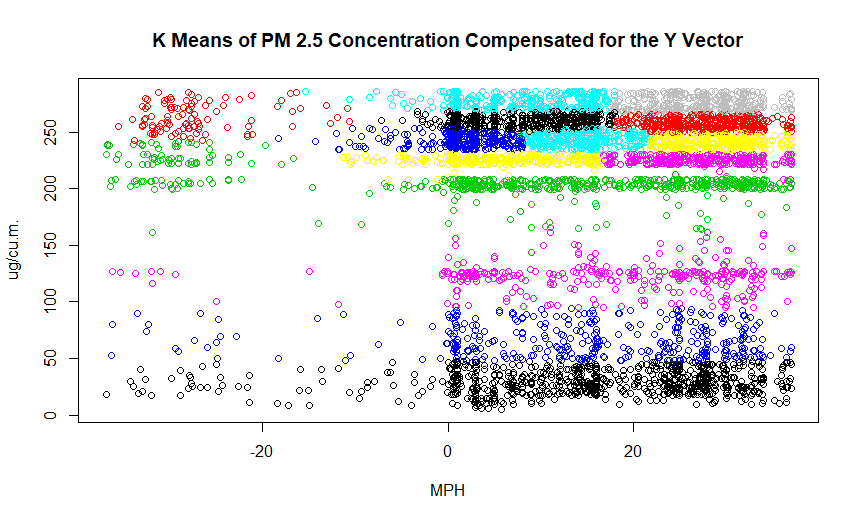 K Means of PM 2.5 Concentration Compensated for the Y Vector
250
200
150
100
50
0
ug/cu.m.
-20 0 20
MPH